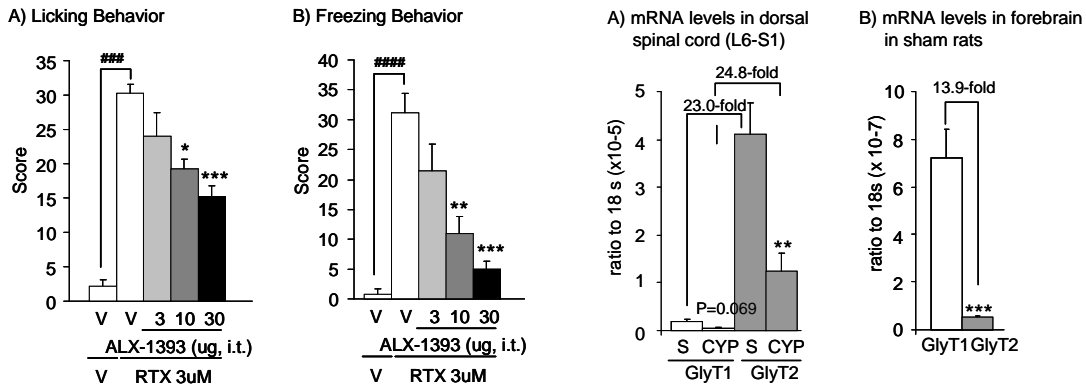 A) Licking Behavior
35
30
25
20
15
10
5
0
Score
###
*
***
V V 3 10 30
ALX-1393 (ug, i.t.)
V RTX 3uM
B) Freezing Behavior
40
35
30
25
20
15
10
5
0
Score
####
**
***
V V 3 10 30
ALX-1393 (ug, i.t.)
V RTX 3uM
A) mRNA levels in dorsal
spinal cord (L6-S1)
5
4
3
2
1
0
ratio to 18 s (x10-5)
24.8-fold
23.0-fold
**
P=0.069
S CYP S CYP
GlyT1 GlyT2
B) mRNA levels in forebrain
in sham rats
10
8
6
4
2
0
ratio to 18s (x 10-7)
13.9-fold
***
GlyT1 GlyT2